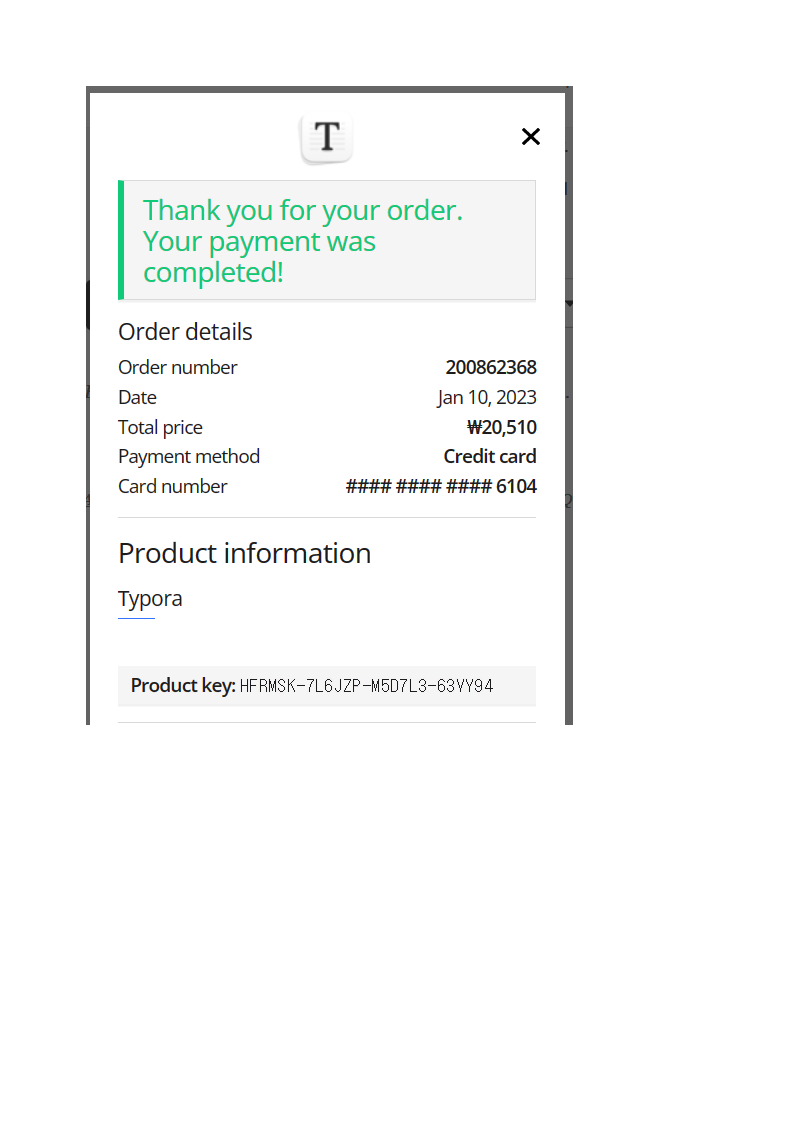 T
Thank you for your order.
Your payment was
completed!
Order details
Order number 200862368
Date Jan 10, 2023
Total price ₩20,510
Payment method Credit card
Card number #### #### #### 6104
Product information
Typora
Product key: HFRMSK-7L6JZP-M5D7L3-63VY94